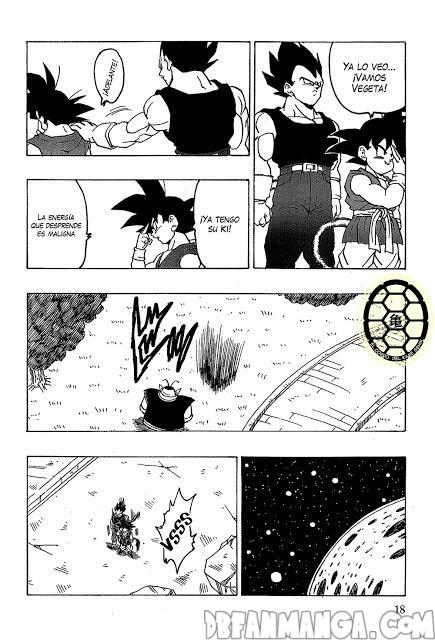 YA LO VEO...
¡VAMOS
VEGETA!
¡ADELANTE!
¡YA TENGO
SU KI!
LA ENERGÍA
QUE DESPRENDE
ES MALIGNA
亀
VSSS
18
DBFANMANGA.COM